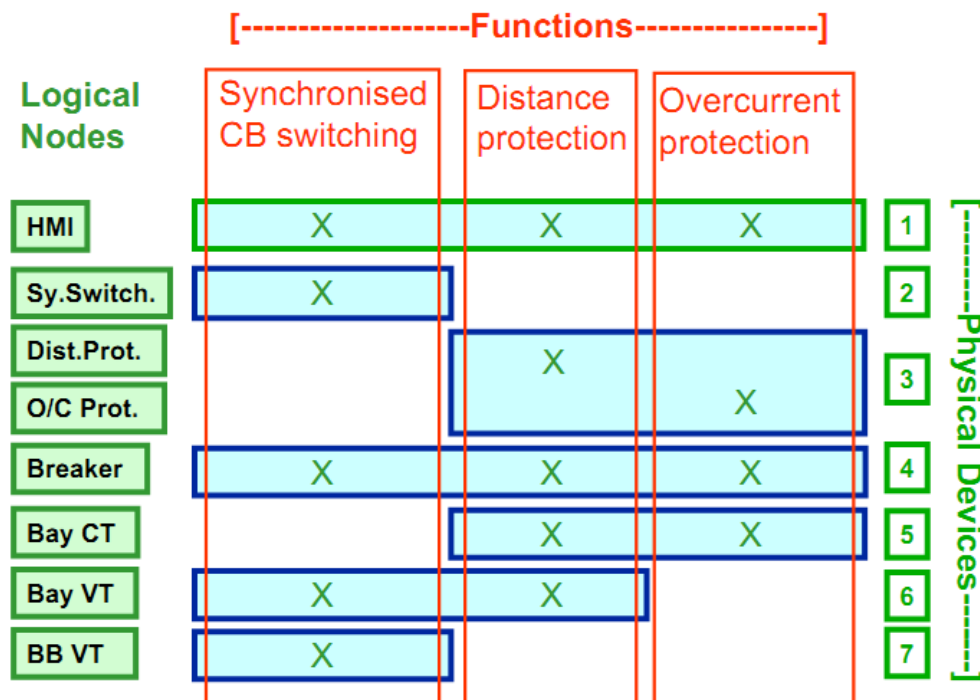 [--------------------Functions----------------]
Logical
Nodes
Synchronised
CB switching
Distance
protection
Overcurrent
protection
HMI X X X 1
Sy.Switch. X 2
Dist.Prot. X
3
O/C Prot. X
Breaker X X X 4
Bay CT X X 5
Bay VT X X 6
BB VT X 7
[---------Physical Devices-------]